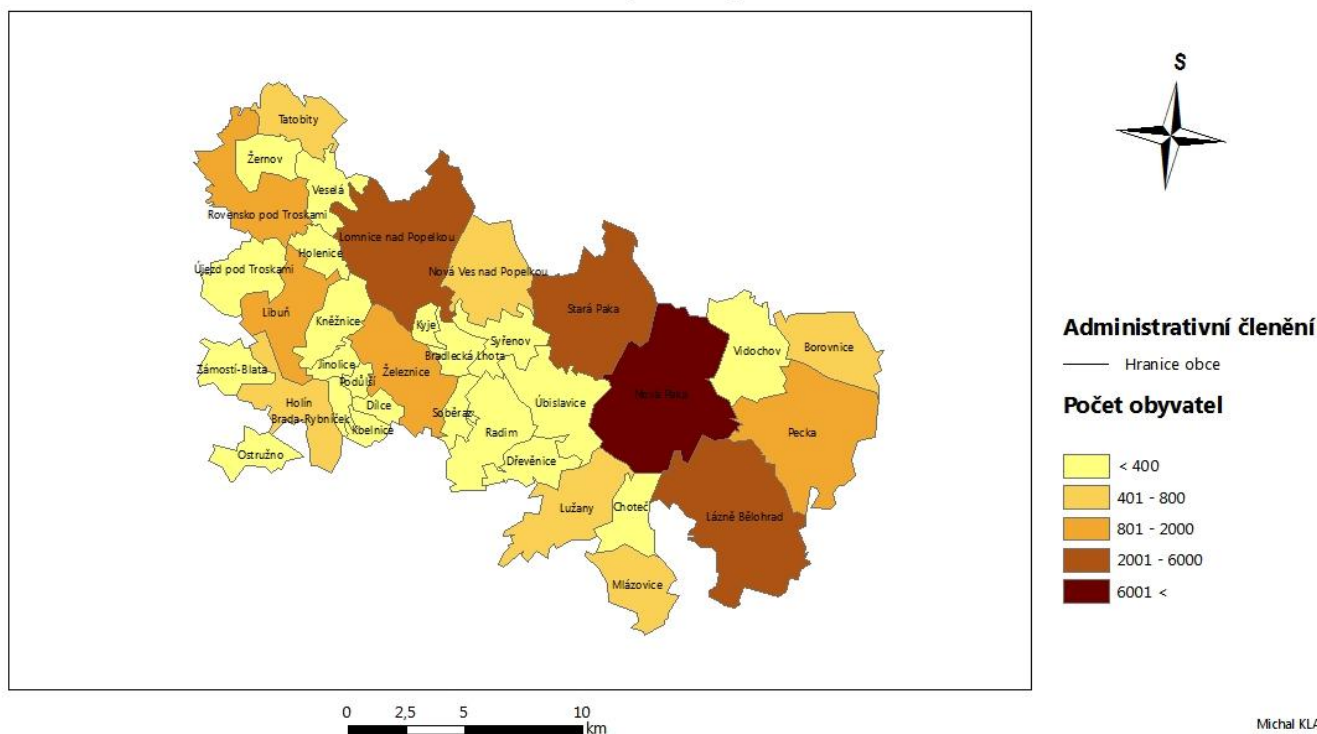 S
Tatobity
Žernov
Veselá
Rovensko pod Troskami
Lomnice nad Popelkou
Holenice
Újezd pod Troskami
Nová Ves nad Popelkou
Libuň
Kněžnice
Kyje
Stará Paka
Syřenov
Bradlecká Lhota
Vidochov
Borovnice
Zámostí-Blata
Jinolice
Podůlší
Železnice
Holín
Brada-Rybníček
Dílce
Kbelnice
Soběraz
Úbislavice
Nová Paka
Radim
Pecka
Ostružno
Dřevěnice
Lužany
Choteč
Lázně Bělohrad
Mlázovice
Administrativní členění
Hranice obce
Počet obyvatel
< 400
401 - 800
801 - 2000
2001 - 6000
6001 <
0 2,5 5 10
km
Michal